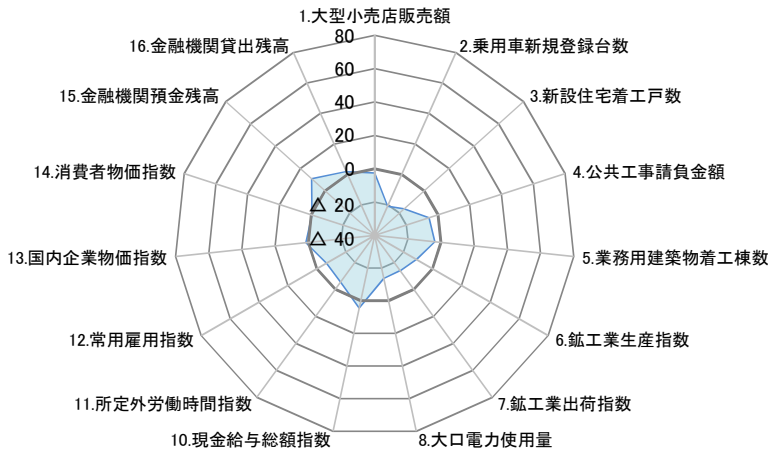 1.大型小売店販売額
2.乗用車新規登録台数
3.新設住宅着工戸数
4.公共工事請負金額
5.業務用建築物着工棟数
6.鉱工業生産指数
7.鉱工業出荷指数
8.大口電力使用量
10.現金給与総額指数
11.所定外労働時間指数
12.常用雇用指数
13.国内企業物価指数
14.消費者物価指数
15.金融機関預金残高
16.金融機関貸出残高
80
60
40
20
0
△ 20
△ 40